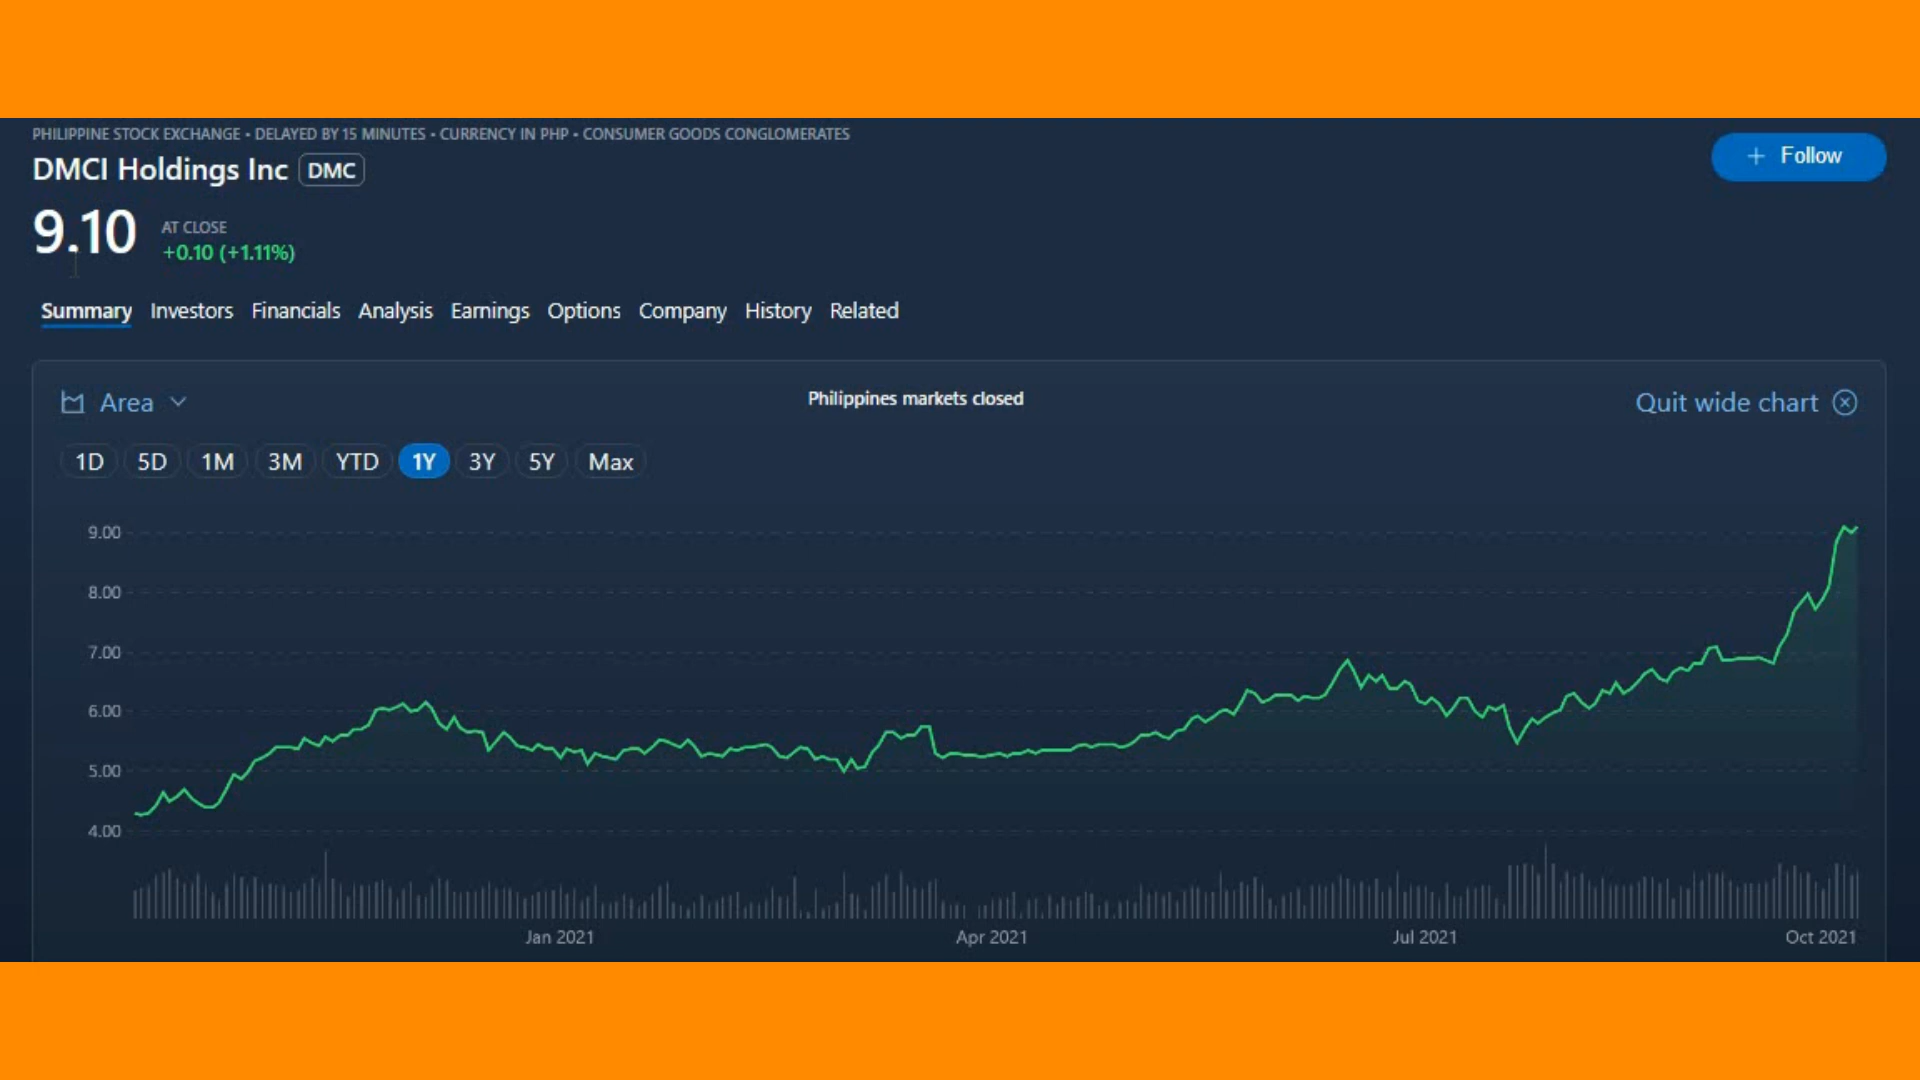 PHILIPPINE STOCK EXCHANGE • DELAYED BY 15 MINUTES • CURRENCY IN PHP • CONSUMER GOODS CONGLOMERATES
DMCI Holdings Inc DMC
+ Follow
9.10
AT CLOSE
+0.10 (+1.11%)
Summary Investors Financials Analysis Earnings Options Company History Related
Area Philippines markets closed Quit wide chart
1D 5D 1M 3M YTD 1Y 3Y 5Y Max
9.00
8.00
7.00
6.00
5.00
4.00
Jan 2021 Apr 2021 Jul 2021 Oct 2021